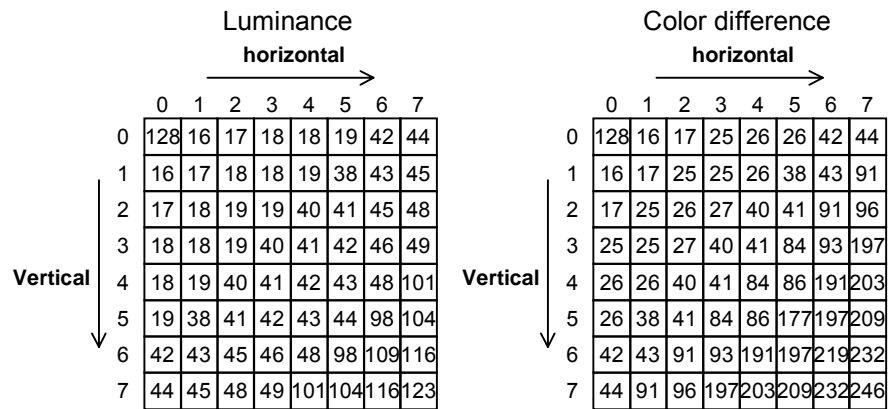 Luminance
horizontal
0 1 2 3 4 5 6 7
0 128 16 17 18 18 19 42 44
1 16 17 18 18 19 38 43 45
2 17 18 19 19 40 41 45 48
3 18 18 19 40 41 42 46 49
Vertical
4 18 19 40 41 42 43 48 101
5 19 38 41 42 43 44 98 104
6 42 43 45 46 48 98 109 116
7 44 45 48 49 101 104 116 123
Color difference
horizontal
0 1 2 3 4 5 6 7
0 128 16 17 25 26 26 42 44
1 16 17 25 25 26 38 43 91
2 17 25 26 27 40 41 91 96
3 25 25 27 40 41 84 93 197
Vertical
4 26 26 40 41 84 86 191 203
5 26 38 41 84 86 177 197 209
6 42 43 91 93 191 197 219 232
7 44 91 96 197 203 209 232 246